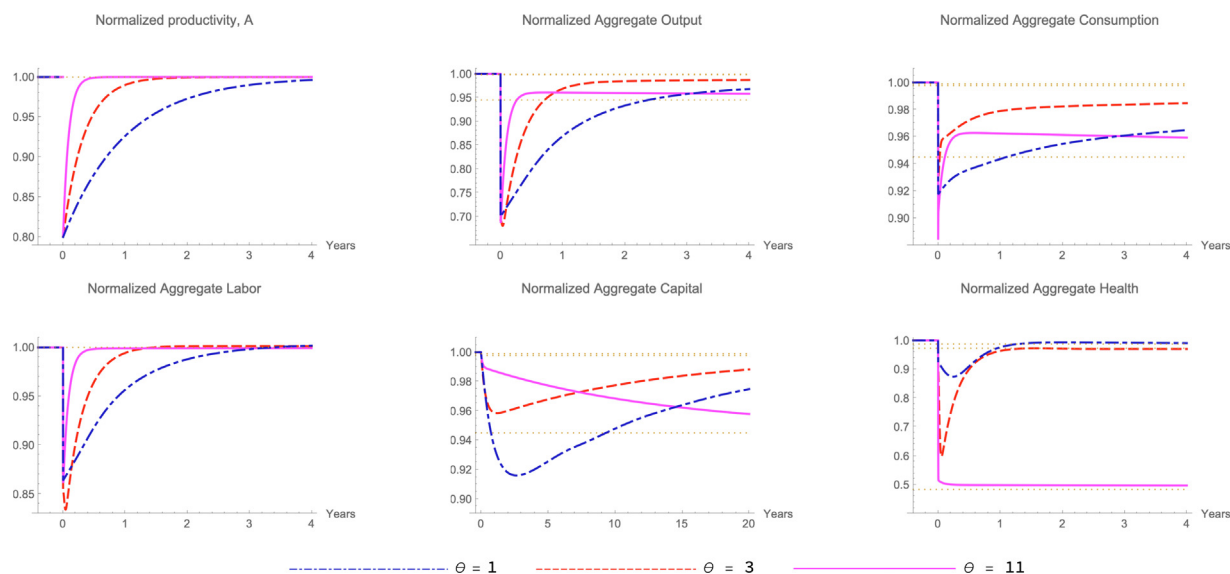 Normalized productivity, A
1.00
0.95
0.90
0.85
0.80
0 1 2 3 4
Years
Normalized Aggregate Output
1.00
0.95
0.90
0.85
0.80
0.75
0.70
0 1 2 3 4
Years
Normalized Aggregate Consumption
1.00
0.98
0.96
0.94
0.92
0.90
0 1 2 3 4
Years
Normalized Aggregate Labor
1.00
0.95
0.90
0.85
0 1 2 3 4
Years
Normalized Aggregate Capital
1.00
0.98
0.96
0.94
0.92
0.90
0 5 10 15 20
Years
Normalized Aggregate Health
1.0
0.9
0.8
0.7
0.6
0.5
0 1 2 3 4
Years
θ = 1 θ = 3 θ = 11